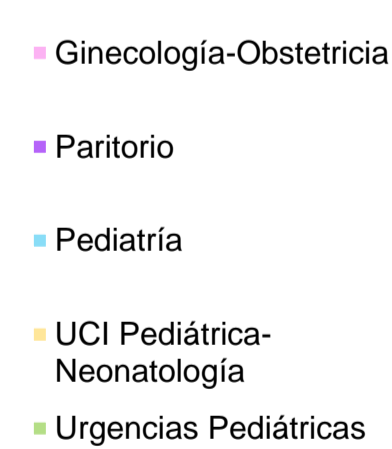 Ginecología-Obstetricia
Paritorio
Pediatría
UCI Pediátrica-
Neonatología
Urgencias Pediátricas